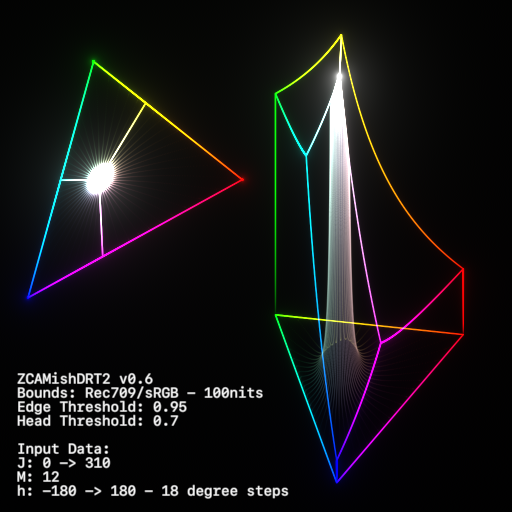 ZCAMishDRT2 v0.6
Bounds: Rec709/sRGB – 100nits
Edge Threshold: 0.95
Head Threshold: 0.7
Input Data:
J: 0 -> 310
M: 12
h: -180 -> 180 – 18 degree steps